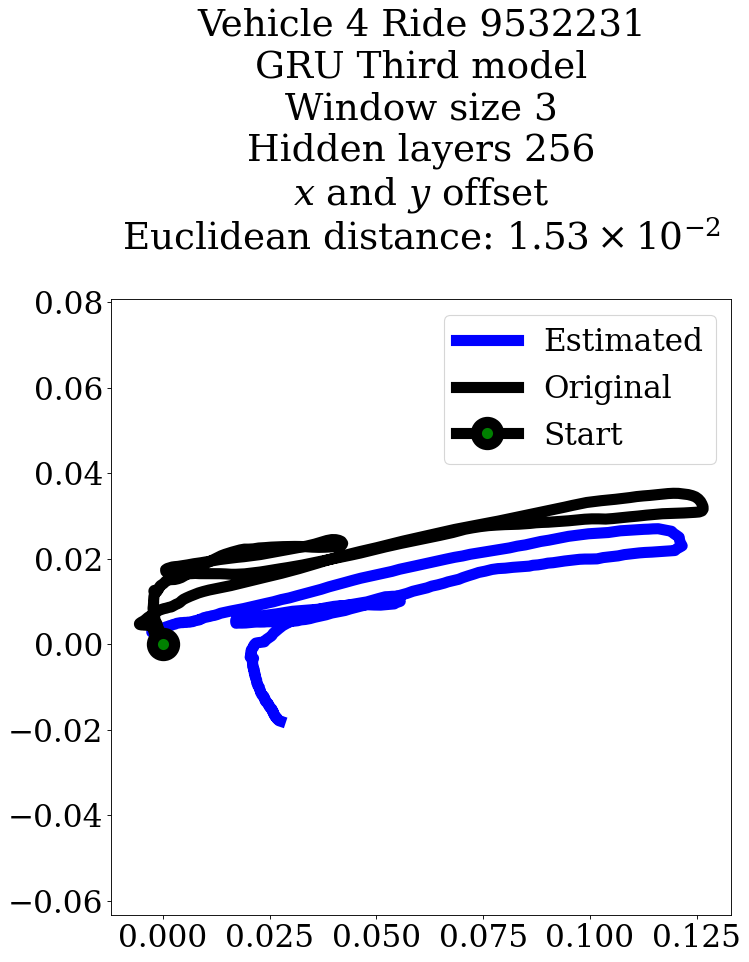 Vehicle 4 Ride 9532231
GRU Third model
Window size 3
Hidden layers 256
x and y offset
Euclidean distance: 1.53 × 10⁻²
Estimated
Original
Start
0.08
0.06
0.04
0.02
0.00
−0.02
−0.04
−0.06
0.000 0.025 0.050 0.075 0.100 0.125